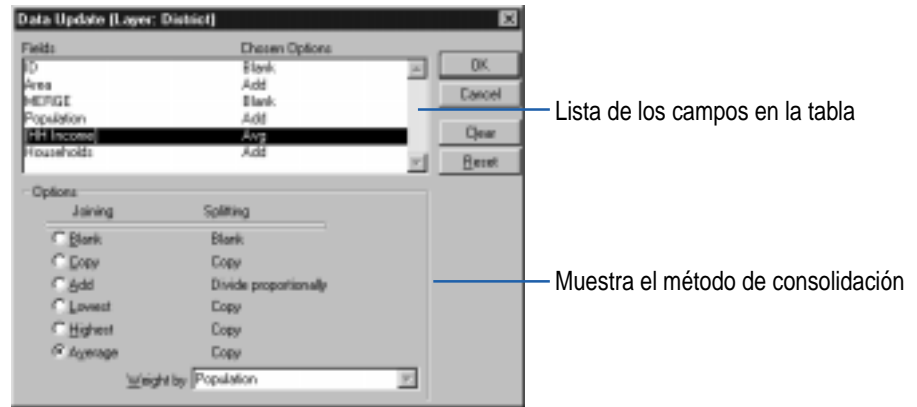 Data Update (Layer: District)
Fields Chosen Options
ID Blank
Area Add
MERGE Blank
Population Add
[HH Income] Avg
Households Add
OK
Cancel
Clear
Reset
Lista de los campos en la tabla
Options
Joining Splitting
Blank Blank
Copy Copy
Add Divide proportionally
Lowest Copy
Highest Copy
Average Copy
Weight by Population
Muestra el método de consolidación